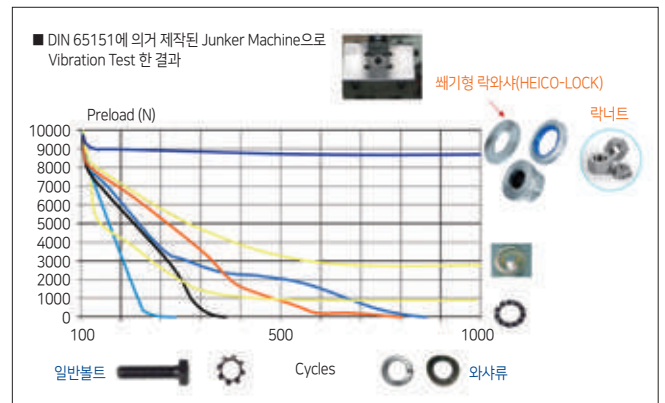 ■ DIN 65151에 의거 제작된 Junker Machine으로
Vibration Test 한 결과
쐐기형 락와샤(HEICO-LOCK)
락너트
Preload (N)
10000
9000
8000
7000
6000
5000
4000
3000
2000
1000
0
100
500
1000
Cycles
일반볼트
와샤류